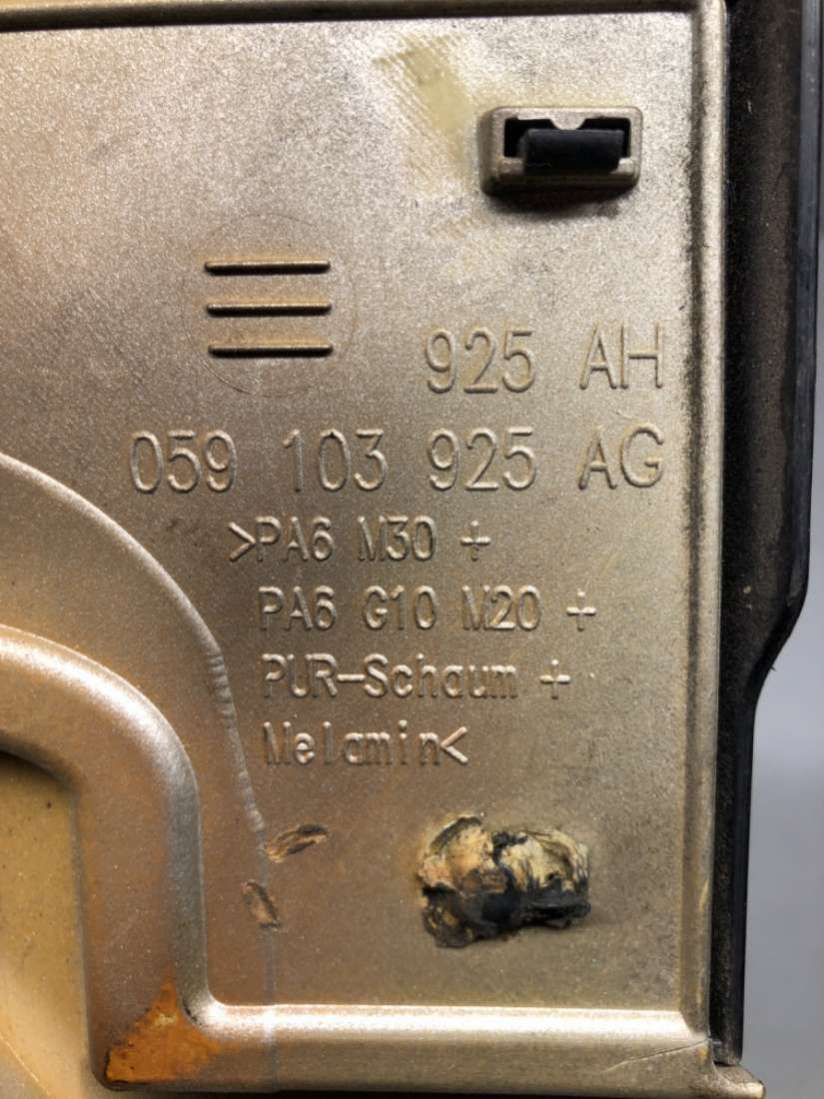 925 AH
059 103 925 AG
>PA6 M30 +
PA6 G10 M20 +
PUR-Schaum +
Melamin<